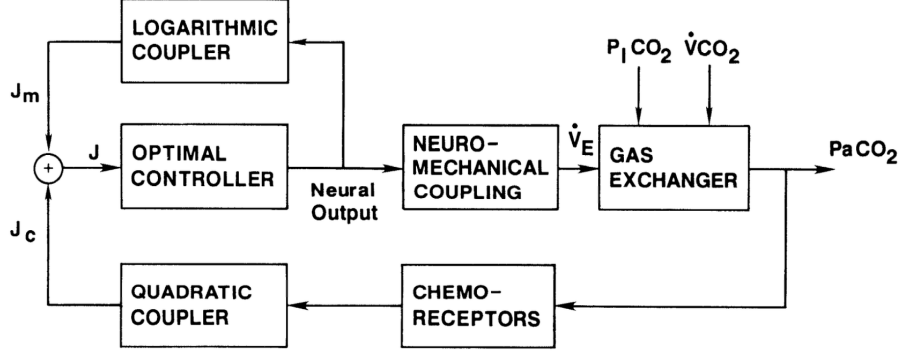 LOGARITHMIC
COUPLER
PICO2
V̇CO2
Jm
J
+
OPTIMAL
CONTROLLER
Neural
Output
NEURO-
MECHANICAL
COUPLING
V̇E
GAS
EXCHANGER
PaCO2
Jc
QUADRATIC
COUPLER
CHEMO-
RECEPTORS